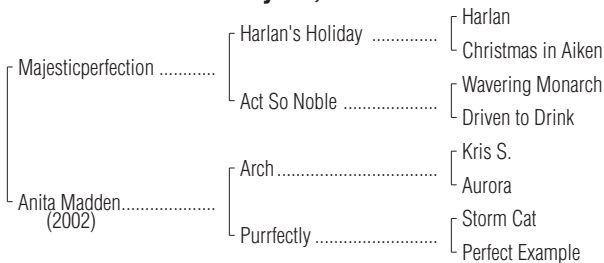 Harlan
Harlan's Holiday ..............
Christmas in Aiken
Majesticperfection ............
Wavering Monarch
Act So Noble .....................
Driven to Drink
Kris S.
Arch ....................................
Aurora
Anita Madden.....................
(2002)
Storm Cat
Purrfectly ...........................
Perfect Example